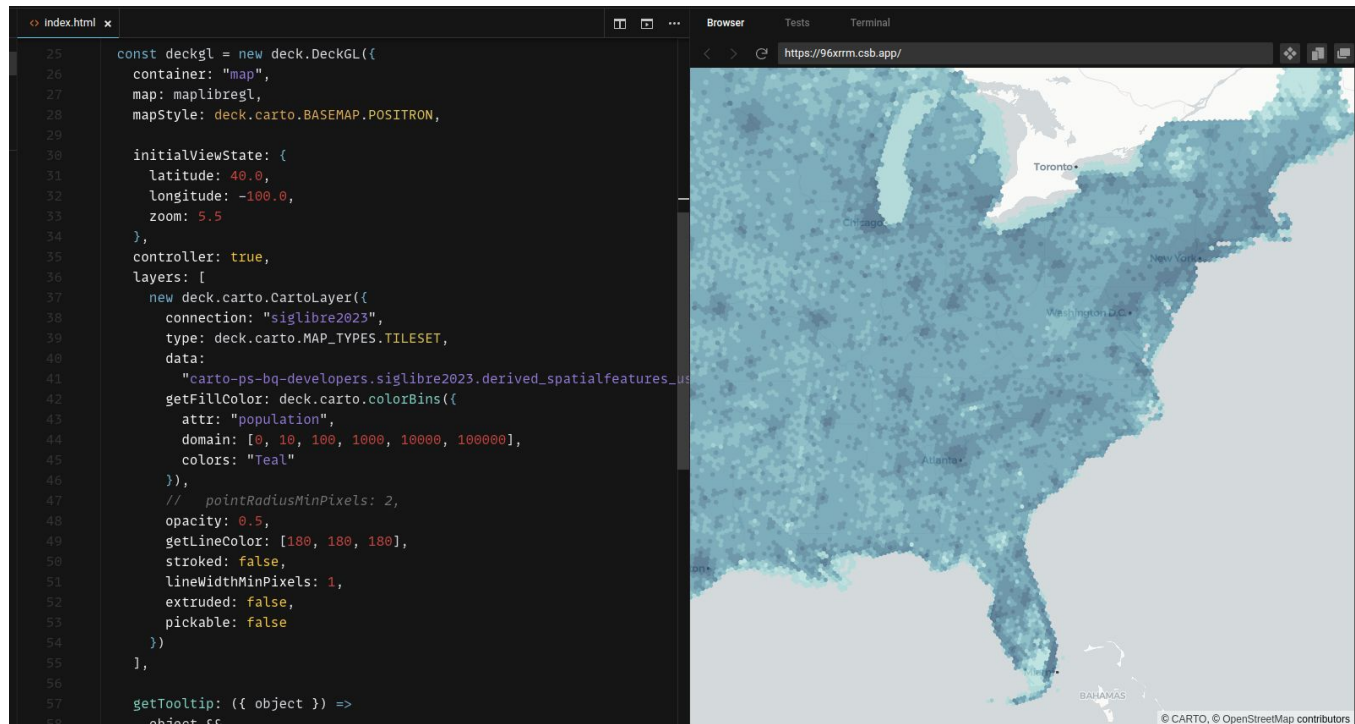 index.html
25 const deckgl = new deck.DeckGL({
26 container: "map",
27 map: maplibregl,
28 mapStyle: deck.carto.BASEMAP.POSITRON,
29
30 initialViewState: {
31 latitude: 40.0,
32 longitude: -100.0,
33 zoom: 5.5
34 },
35 controller: true,
36 layers: [
37 new deck.carto.CartoLayer({
38 connection: "siglibre2023",
39 type: deck.carto.MAP_TYPES.TILESET,
40 data:
41 "carto-ps-bq-developers.siglibre2023.derived_spatialfeatures_us
42 getFillColor: deck.carto.colorBins({
43 attr: "population",
44 domain: [0, 10, 100, 1000, 10000, 100000],
45 colors: "Teal"
46 }),
47 // pointRadiusMinPixels: 2,
48 opacity: 0.5,
49 getLineColor: [180, 180, 180],
50 stroked: false,
51 lineWidthMinPixels: 1,
52 extruded: false,
53 pickable: false
54 })
55 ],
56
57 getTooltip: ({ object }) =>
58 object &&
Browser Tests Terminal
https://96xrrm.csb.app/
Toronto
Chicago
New York
Washington D.C.
Atlanta
Miami
BAHAMAS
© CARTO, © OpenStreetMap contributors